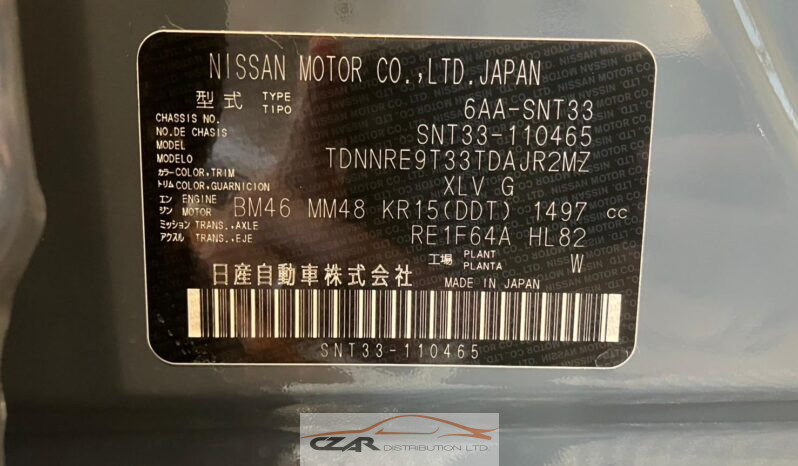 NISSAN MOTOR CO.,LTD.JAPAN
型式 TYPE TIPO 6AA-SNT33
CHASSIS NO. NO.DE CHASIS SNT33-110465
MODEL MODELO TDNNRE9T33TDAJR2MZ
カラー COLOR,TRIM
トリム COLOR,GUARNICION XLV G
エンジン ENGINE MOTOR BM46 MM48 KR15(DDT) 1497 cc
ミッション TRANS.,AXLE
アクスル TRANS.,EJE RE1F64A HL82
工場 PLANT PLANTA W
日産自動車株式会社 MADE IN JAPAN
SNT33-110465
CZAR
DISTRIBUTION LTD.